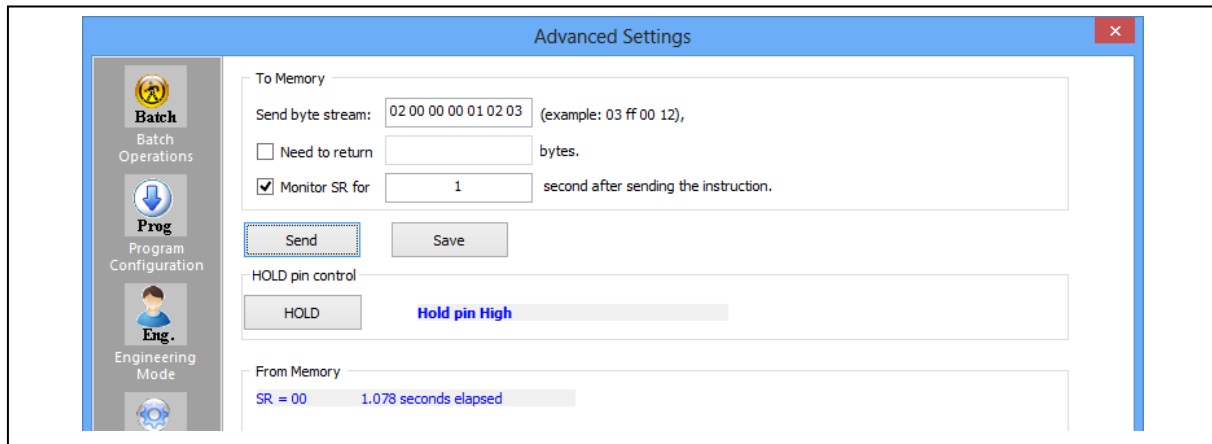 Advanced Settings
Batch
Batch
Operations
Prog
Program
Configuration
Eng.
Engineering
Mode
To Memory
Send byte stream: 02 00 00 00 01 02 03 (example: 03 ff 00 12),
Need to return bytes.
Monitor SR for 1 second after sending the instruction.
Send Save
HOLD pin control
HOLD Hold pin High
From Memory
SR = 00 1.078 seconds elapsed